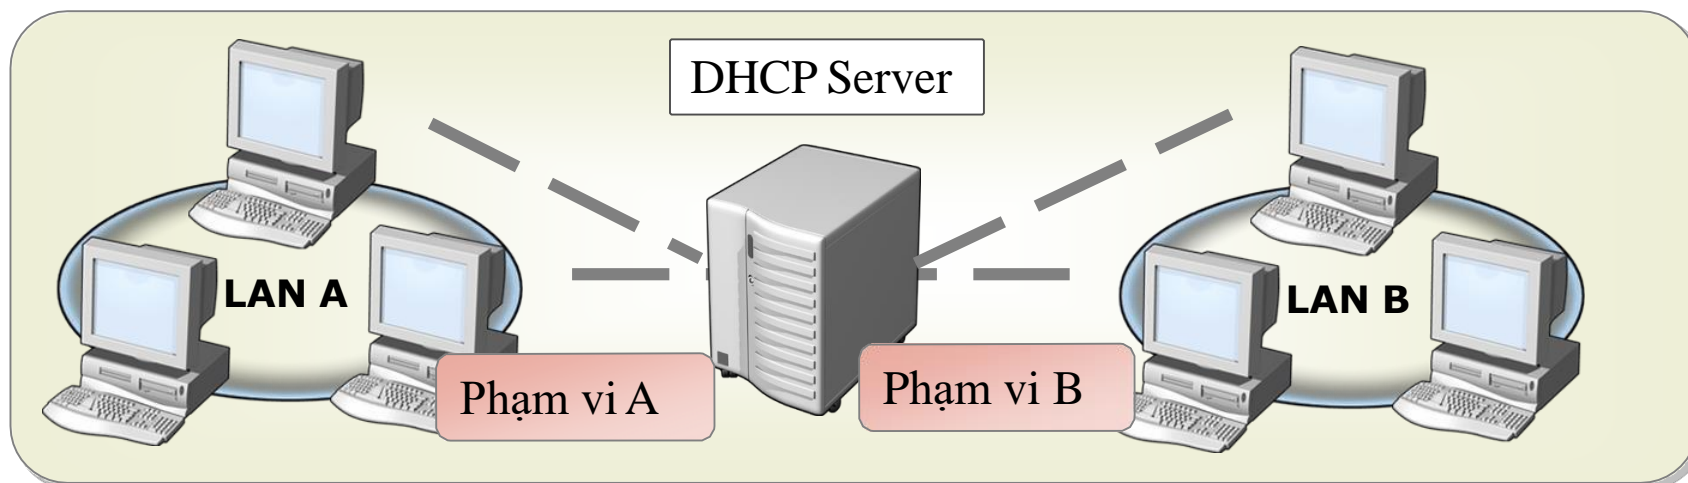 DHCP Server
LAN A
LAN B
Phạm vi A
Phạm vi B